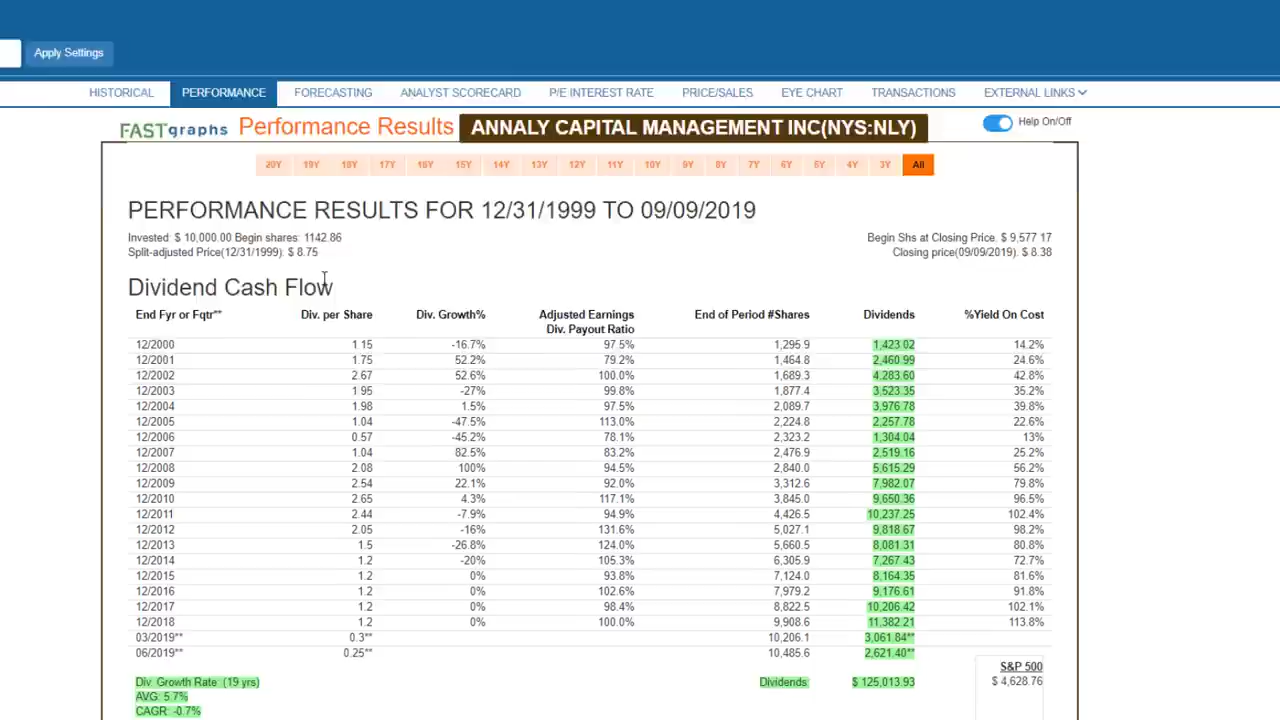 Apply Settings
HISTORICAL PERFORMANCE FORECASTING ANALYST SCORECARD P/E INTEREST RATE PRICE/SALES EYE CHART TRANSACTIONS EXTERNAL LINKS
FASTgraphs Performance Results ANNALY CAPITAL MANAGEMENT INC(NYS:NLY) Help On/Off
20Y 19Y 18Y 17Y 16Y 15Y 14Y 13Y 12Y 11Y 10Y 9Y 8Y 7Y 6Y 5Y 4Y 3Y All
PERFORMANCE RESULTS FOR 12/31/1999 TO 09/09/2019
Invested: $ 10,000.00 Begin shares: 1142.86 Begin Shs at Closing Price. $ 9,577 17
Split-adjusted Price(12/31/1999): $ 8.75 Closing price(09/09/2019). $ 8.38
Dividend Cash Flow
End Fyr or Fqtr** Div. per Share Div. Growth% Adjusted Earnings End of Period #Shares Dividends %Yield On Cost
Div. Payout Ratio
12/2000 1.15 -16.7% 97.5% 1,295 9 1,423.02 14.2%
12/2001 1.75 52.2% 79.2% 1,464.8 2,460.99 24.6%
12/2002 2.67 52.6% 100.0% 1,689.3 4,283.60 42.8%
12/2003 1.95 -27% 99.8% 1,877.4 3,523.35 35.2%
12/2004 1.98 1.5% 97.5% 2,089.7 3,976.78 39.8%
12/2005 1.04 -47.5% 113.0% 2,224.8 2,257.78 22.6%
12/2006 0.57 -45.2% 78.1% 2,323.2 1,304.04 13%
12/2007 1.04 82.5% 83.2% 2,476.9 2,519.16 25.2%
12/2008 2.08 100% 94.5% 2,840.0 5,615.29 56.2%
12/2009 2.54 22.1% 92.0% 3,312.6 7,982.07 79.8%
12/2010 2.65 4.3% 117.1% 3,845.0 9,650.36 96.5%
12/2011 2.44 -7.9% 94.9% 4,426.5 10,237.25 102.4%
12/2012 2.05 -16% 131.6% 5,027.1 9,818.67 98.2%
12/2013 1.5 -26.8% 124.0% 5,660.5 8,081.31 80.8%
12/2014 1.2 -20% 105.3% 6,305.9 7,267.43 72.7%
12/2015 1.2 0% 93.8% 7,124.0 8,164.35 81.6%
12/2016 1.2 0% 102.6% 7,979.2 9,176.61 91.8%
12/2017 1.2 0% 98.4% 8,822.5 10,206.42 102.1%
12/2018 1.2 0% 100.0% 9,908.6 11,382.21 113.8%
03/2019** 0.3** 10,206.1 3,061.84**
06/2019** 0.25** 10,485.6 2,621.40**
S&P 500
Div. Growth Rate: (19 yrs) Dividends: $ 125,013.93 $ 4,628.76
AVG: 5.7%
CAGR: -0.7%